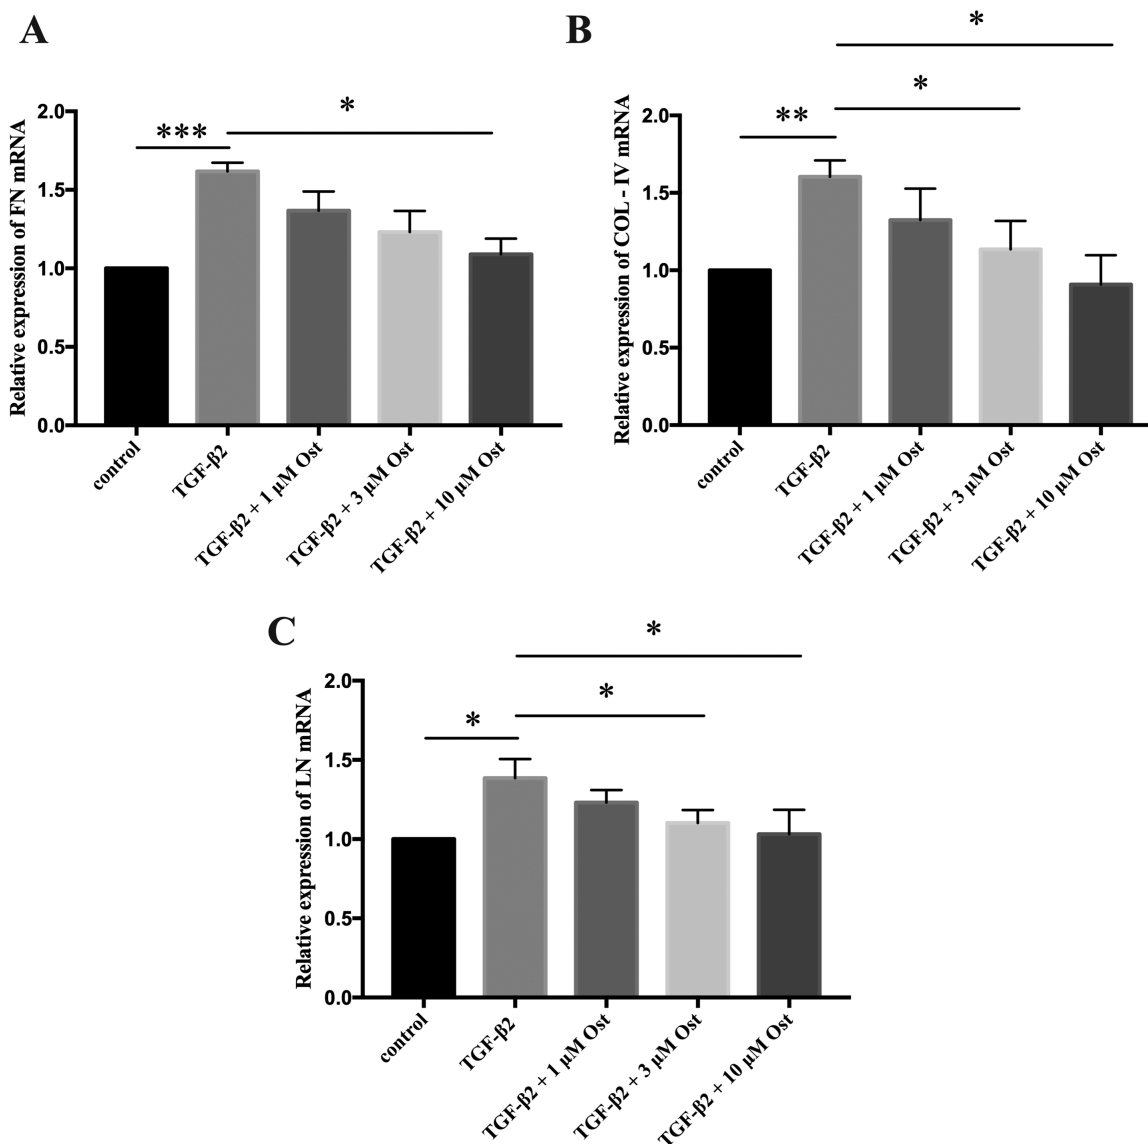 A
Relative expression of FN mRNA
2.0
1.5
1.0
0.5
0.0
***
*
control
TGF-β2
TGF-β2 + 1 μM Ost
TGF-β2 + 3 μM Ost
TGF-β2 + 10 μM Ost
B
Relative expression of COL - IV mRNA
2.0
1.5
1.0
0.5
0.0
**
*
*
control
TGF-β2
TGF-β2 + 1 μM Ost
TGF-β2 + 3 μM Ost
TGF-β2 + 10 μM Ost
C
Relative expression of LN mRNA
2.0
1.5
1.0
0.5
0.0
*
*
*
control
TGF-β2
TGF-β2 + 1 μM Ost
TGF-β2 + 3 μM Ost
TGF-β2 + 10 μM Ost